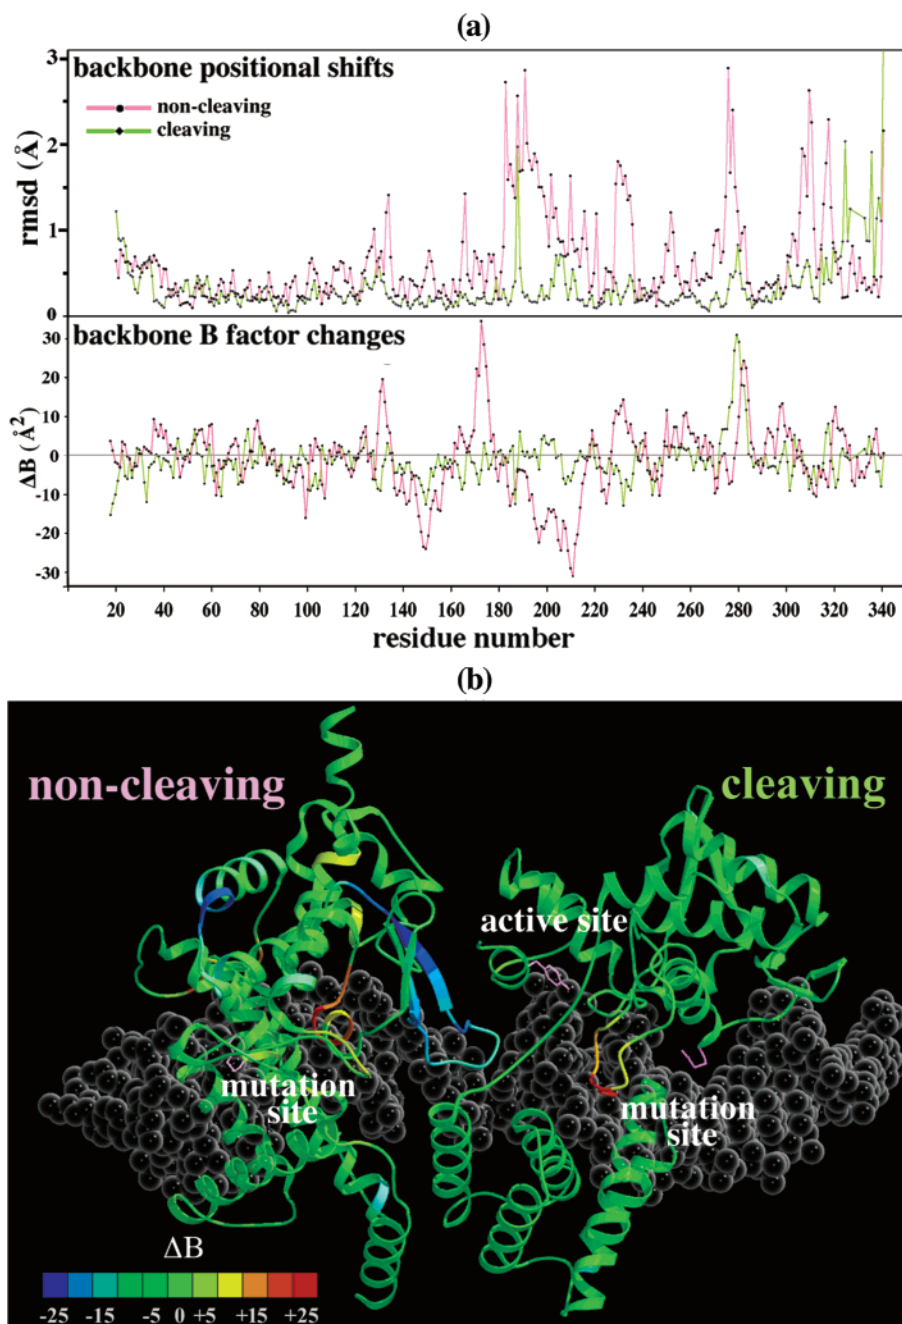 (a)
3
backbone positional shifts
non-cleaving
cleaving
2
rmsd (Å)
1
0
backbone B factor changes
30
20
10
ΔB (Å²)
0
-10
-20
-30
20 40 60 80 100 120 140 160 180 200 220 240 260 280 300 320 340
residue number
(b)
non-cleaving
cleaving
active site
mutation
site
mutation
site
ΔB
-25 -15 -5 0 +5 +15 +25